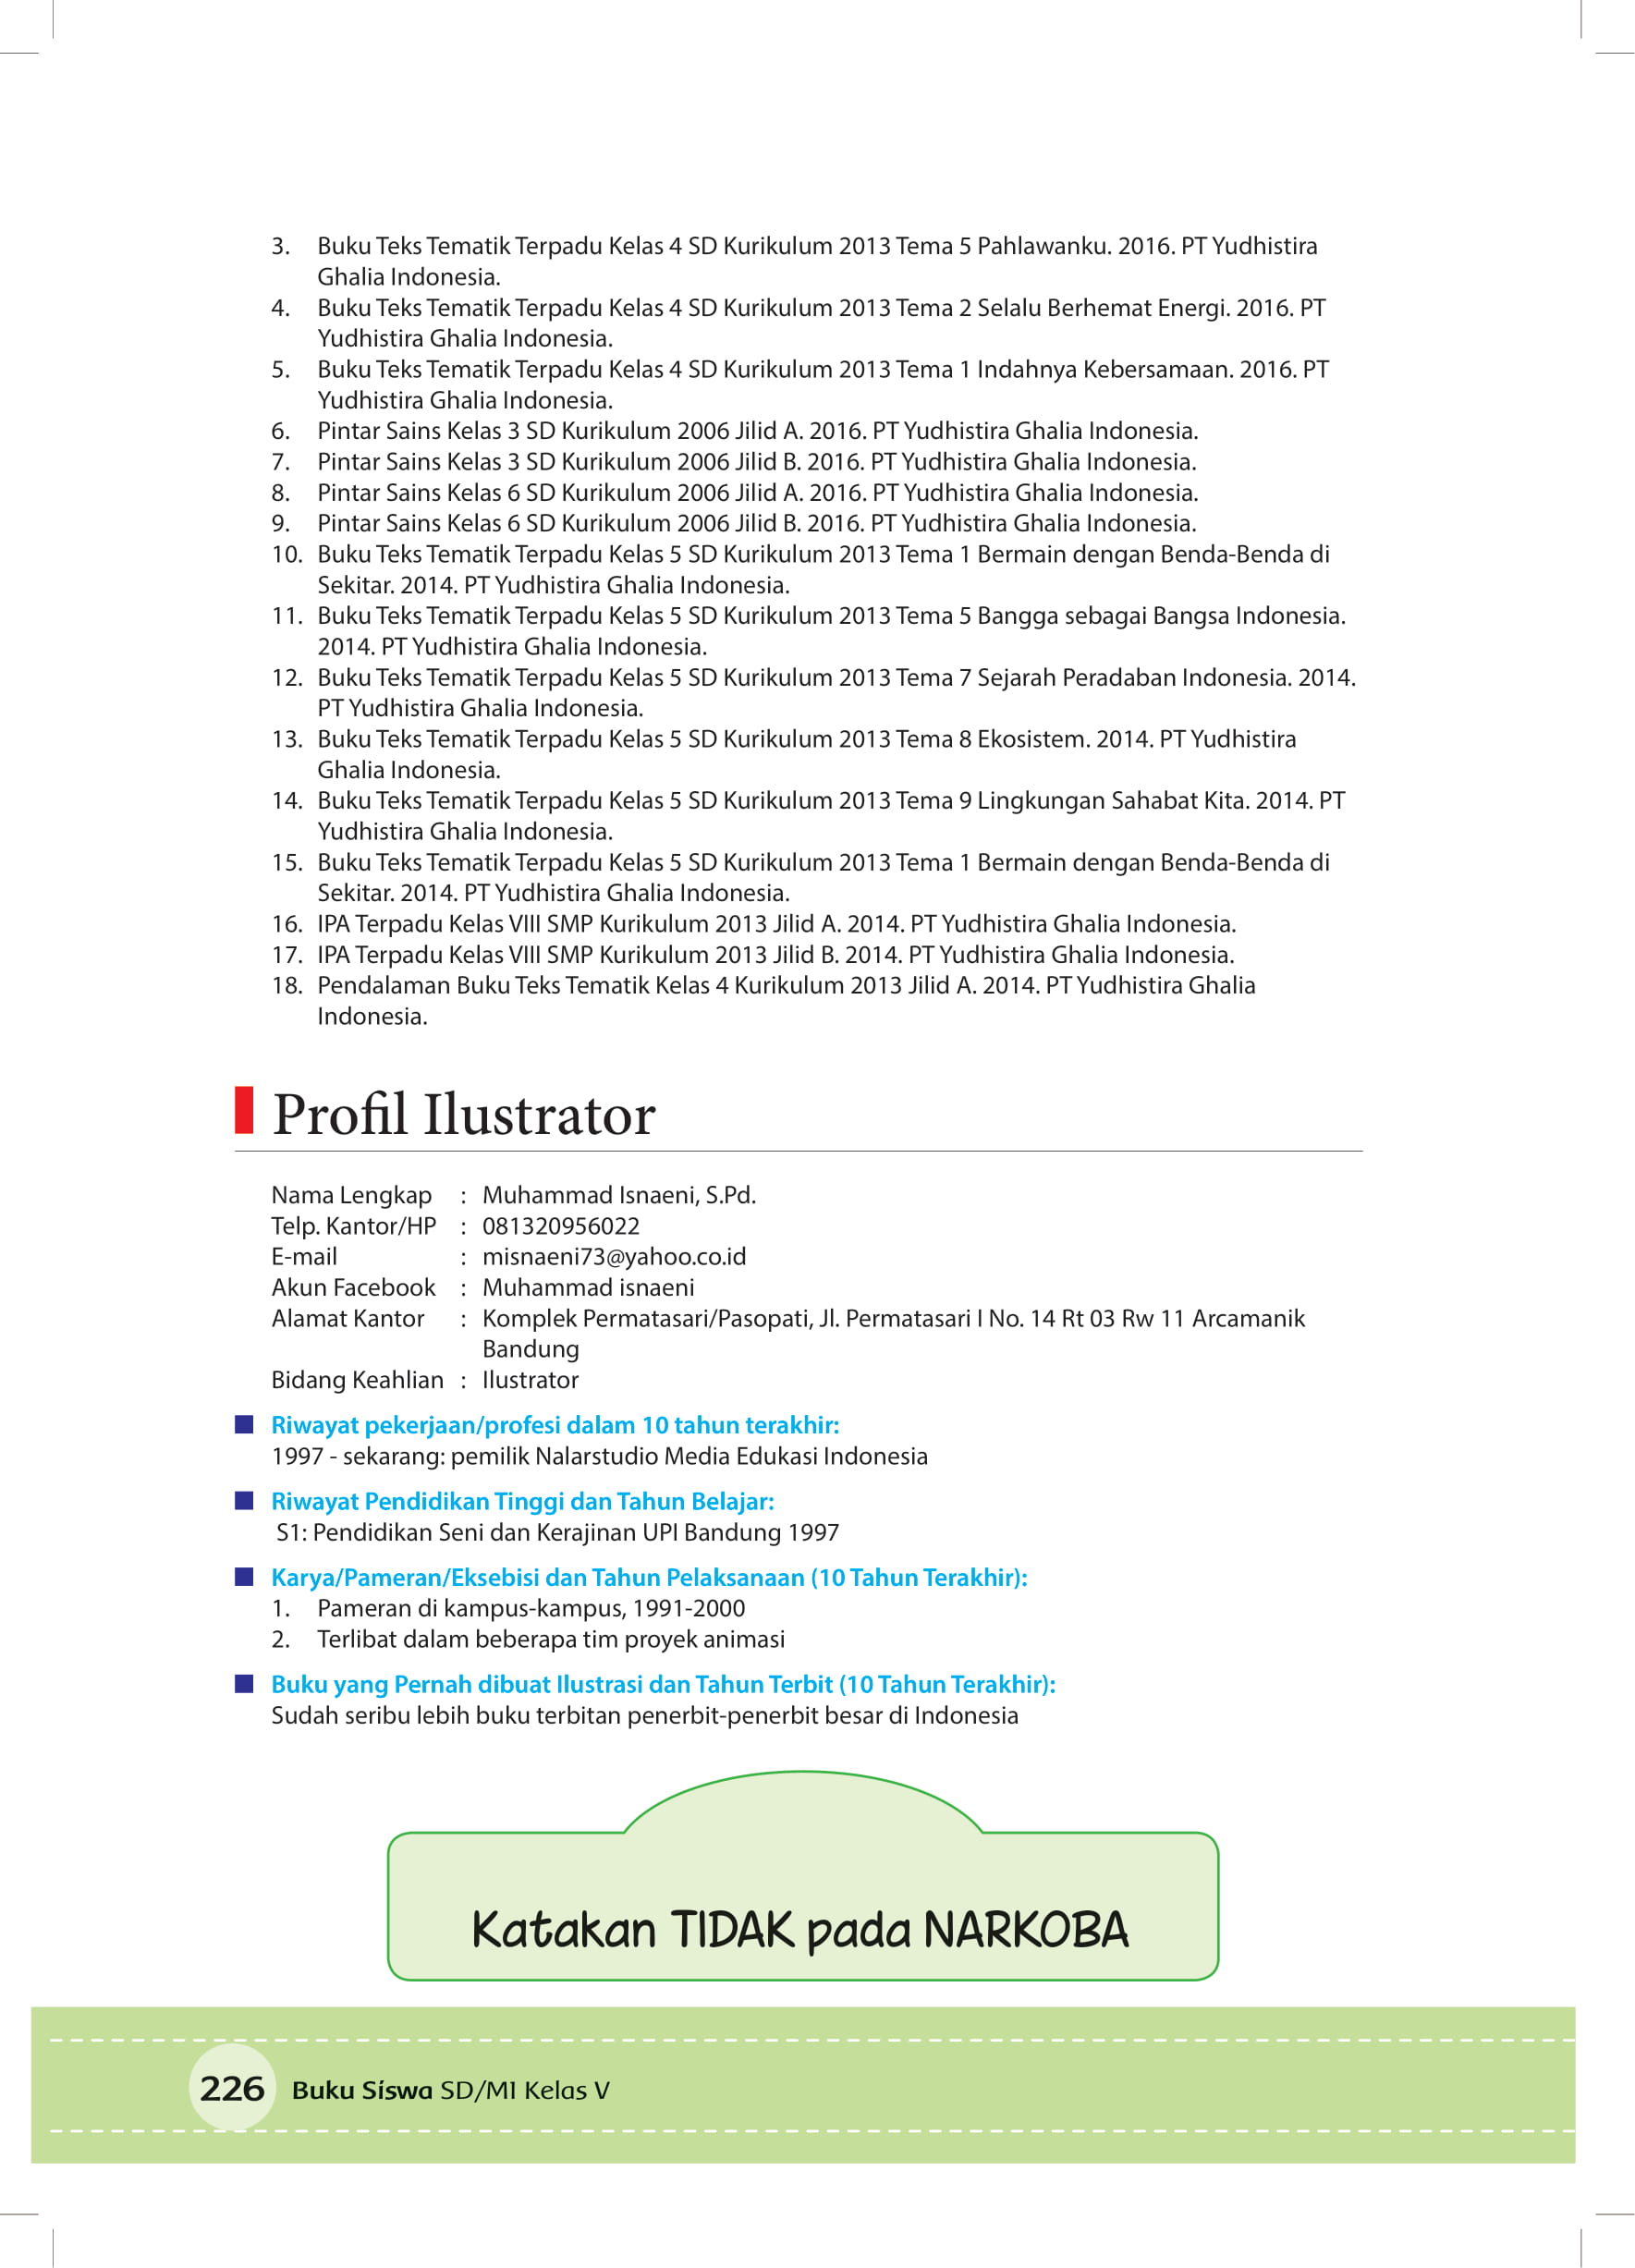 3. Buku Teks Tematik Terpadu Kelas 4 SD Kurikulum 2013 Tema 5 Pahlawanku. 2016. PT Yudhistira
Ghalia Indonesia.
4. Buku Teks Tematik Terpadu Kelas 4 SD Kurikulum 2013 Tema 2 Selalu Berhemat Energi. 2016. PT
Yudhistira Ghalia Indonesia.
5. Buku Teks Tematik Terpadu Kelas 4 SD Kurikulum 2013 Tema 1 Indahnya Kebersamaan. 2016. PT
Yudhistira Ghalia Indonesia.
6. Pintar Sains Kelas 3 SD Kurikulum 2006 Jilid A. 2016. PT Yudhistira Ghalia Indonesia.
7. Pintar Sains Kelas 3 SD Kurikulum 2006 Jilid B. 2016. PT Yudhistira Ghalia Indonesia.
8. Pintar Sains Kelas 6 SD Kurikulum 2006 Jilid A. 2016. PT Yudhistira Ghalia Indonesia.
9. Pintar Sains Kelas 6 SD Kurikulum 2006 Jilid B. 2016. PT Yudhistira Ghalia Indonesia.
10. Buku Teks Tematik Terpadu Kelas 5 SD Kurikulum 2013 Tema 1 Bermain dengan Benda-Benda di
Sekitar. 2014. PT Yudhistira Ghalia Indonesia.
11. Buku Teks Tematik Terpadu Kelas 5 SD Kurikulum 2013 Tema 5 Bangga sebagai Bangsa Indonesia.
2014. PT Yudhistira Ghalia Indonesia.
12. Buku Teks Tematik Terpadu Kelas 5 SD Kurikulum 2013 Tema 7 Sejarah Peradaban Indonesia. 2014.
PT Yudhistira Ghalia Indonesia.
13. Buku Teks Tematik Terpadu Kelas 5 SD Kurikulum 2013 Tema 8 Ekosistem. 2014. PT Yudhistira
Ghalia Indonesia.
14. Buku Teks Tematik Terpadu Kelas 5 SD Kurikulum 2013 Tema 9 Lingkungan Sahabat Kita. 2014. PT
Yudhistira Ghalia Indonesia.
15. Buku Teks Tematik Terpadu Kelas 5 SD Kurikulum 2013 Tema 1 Bermain dengan Benda-Benda di
Sekitar. 2014. PT Yudhistira Ghalia Indonesia.
16. IPA Terpadu Kelas VIII SMP Kurikulum 2013 Jilid A. 2014. PT Yudhistira Ghalia Indonesia.
17. IPA Terpadu Kelas VIII SMP Kurikulum 2013 Jilid B. 2014. PT Yudhistira Ghalia Indonesia.
18. Pendalaman Buku Teks Tematik Kelas 4 Kurikulum 2013 Jilid A. 2014. PT Yudhistira Ghalia
Indonesia.
Profil Ilustrator
Nama Lengkap : Muhammad Isnaeni, S.Pd.
Telp. Kantor/HP : 081320956022
E-mail : misnaeni73@yahoo.co.id
Akun Facebook : Muhammad isnaeni
Alamat Kantor : Komplek Permatasari/Pasopati, Jl. Permatasari I No. 14 Rt 03 Rw 11 Arcamanik
Bandung
Bidang Keahlian : Ilustrator
Riwayat pekerjaan/profesi dalam 10 tahun terakhir:
1997 - sekarang: pemilik Nalarstudio Media Edukasi Indonesia
Riwayat Pendidikan Tinggi dan Tahun Belajar:
S1: Pendidikan Seni dan Kerajinan UPI Bandung 1997
Karya/Pameran/Eksebisi dan Tahun Pelaksanaan (10 Tahun Terakhir):
1. Pameran di kampus-kampus, 1991-2000
2. Terlibat dalam beberapa tim proyek animasi
Buku yang Pernah dibuat Ilustrasi dan Tahun Terbit (10 Tahun Terakhir):
Sudah seribu lebih buku terbitan penerbit-penerbit besar di Indonesia
Katakan TIDAK pada NARKOBA
226 Buku Siswa SD/MI Kelas V